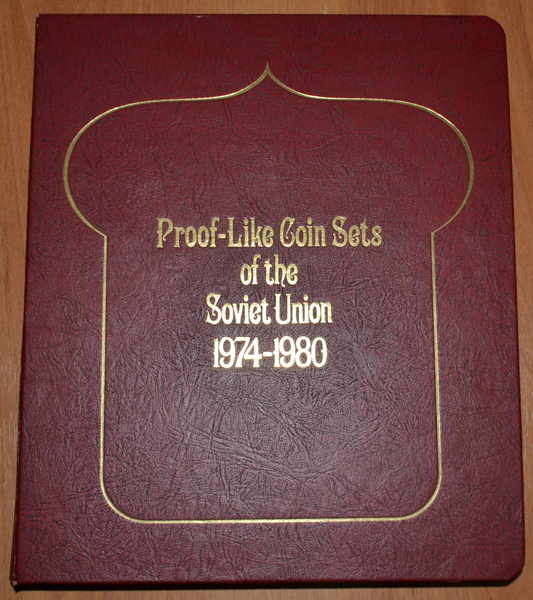 Proof-Like Coin Sets
of the
Soviet Union
1974-1980